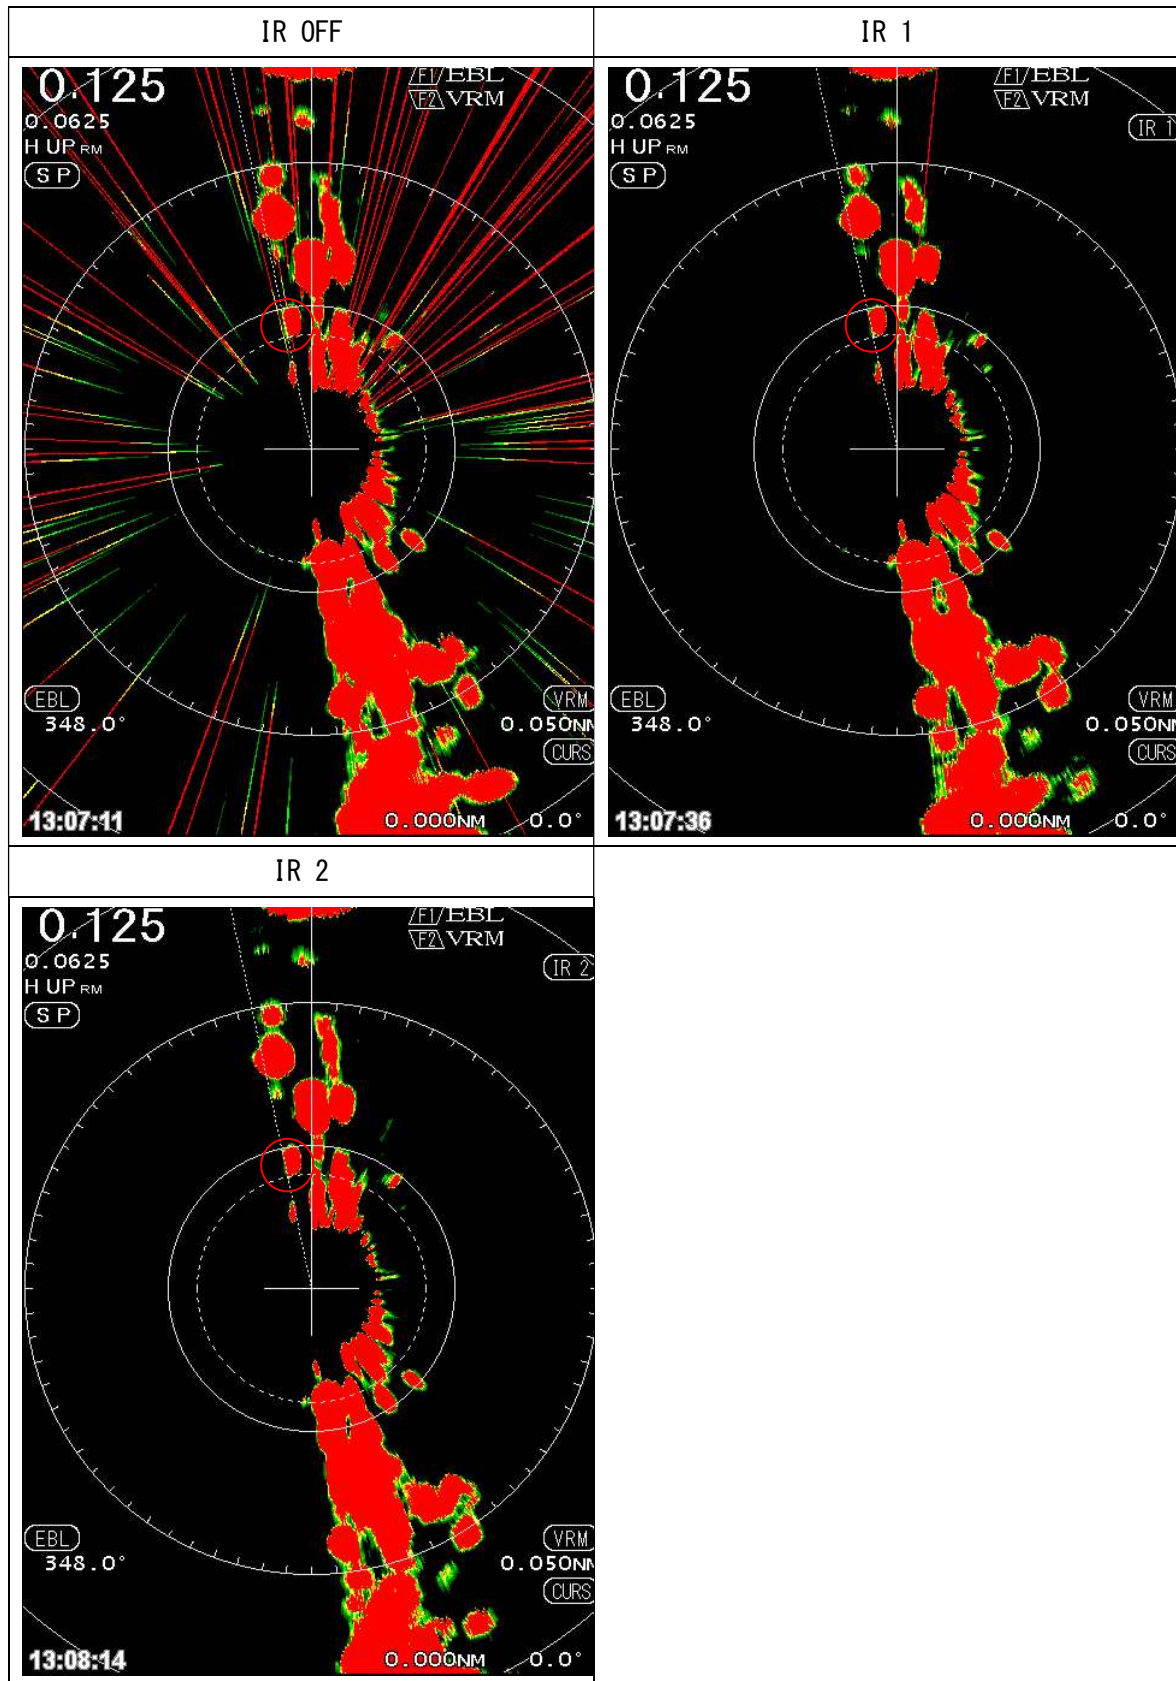 IR OFF
0.125
F1 EBL
F2 VRM
0.0625
H UP RM
S P
EBL
348.0°
VRM
0.050NM
CURS
13:07:11
0.000NM 0.0°
IR 1
0.125
F1 EBL
F2 VRM
0.0625
IR 1
H UP RM
S P
EBL
348.0°
VRM
0.050NM
CURS
13:07:36
0.000NM 0.0°
IR 2
0.125
F1 EBL
F2 VRM
0.0625
IR 2
H UP RM
S P
EBL
348.0°
VRM
0.050NM
CURS
13:08:14
0.000NM 0.0°